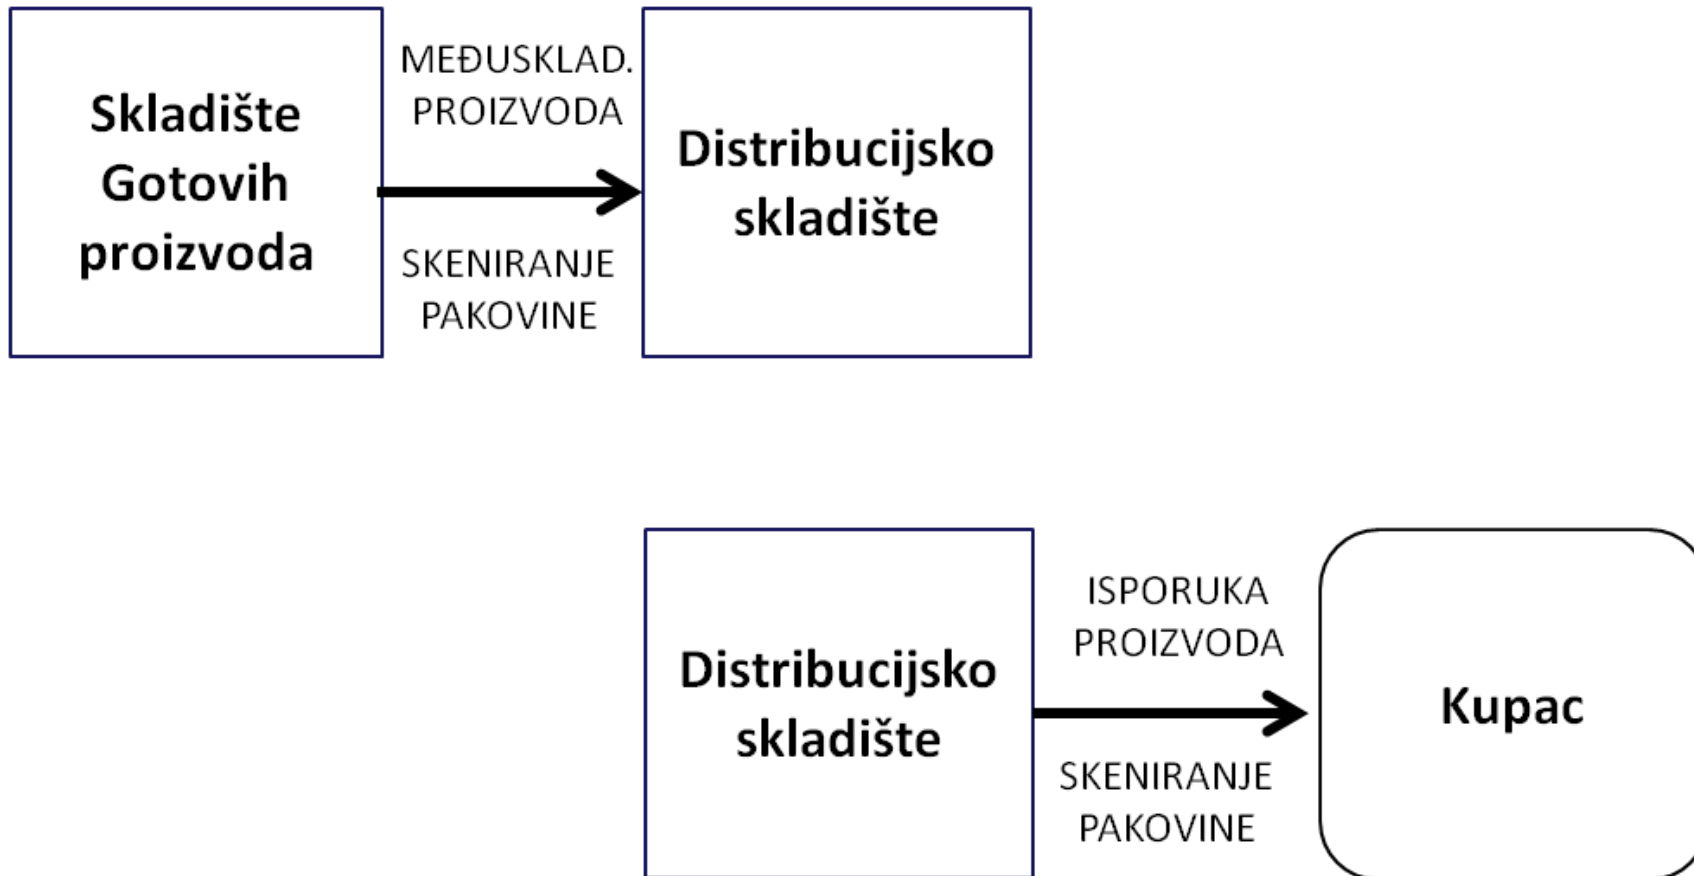 Skladište
Gotovih
proizvoda
MEĐUSKLAD.
PROIZVODA
SKENIRANJE
PAKOVINE
Distribucijsko
skladište
Distribucijsko
skladište
ISPORUKA
PROIZVODA
SKENIRANJE
PAKOVINE
Kupac